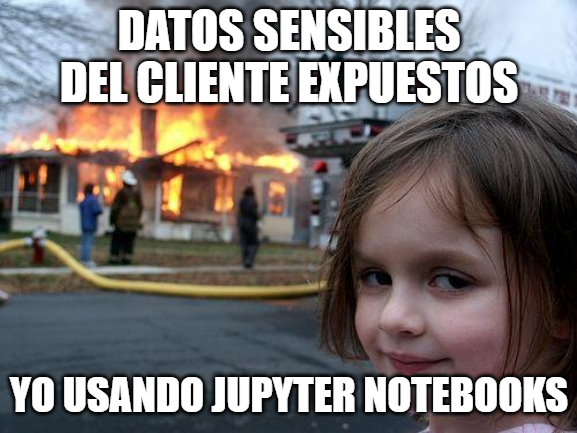 DATOS SENSIBLES
DEL CLIENTE EXPUESTOS
YO USANDO JUPYTER NOTEBOOKS